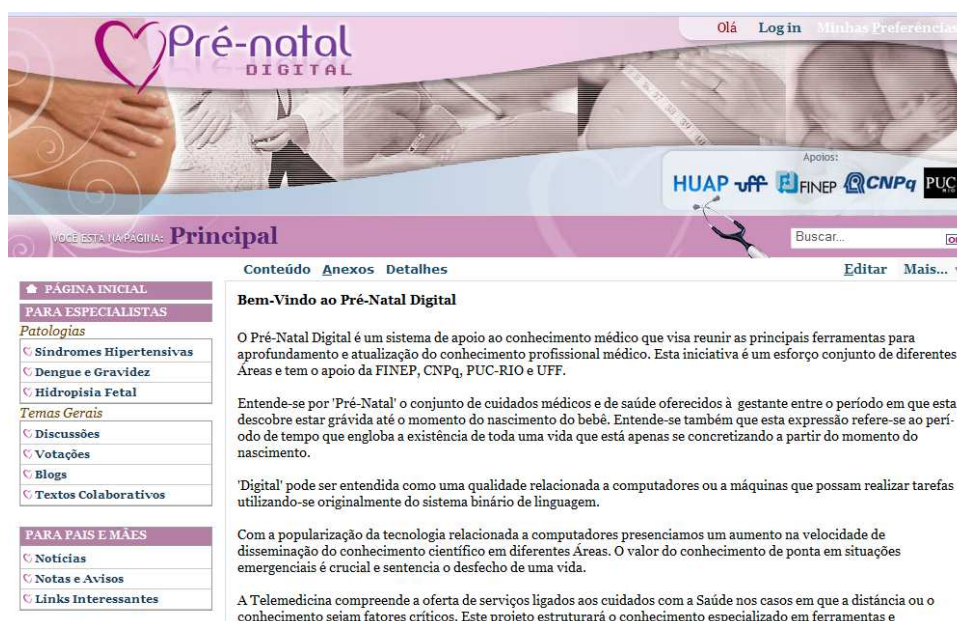 Pré-natal
DIGITAL
Olá Log in Minhas Preferências
Apoios:
HUAP uff FINEP CNPq PUC
VOCÊ ESTA NA PAGINA: Principal
Buscar...
Conteúdo Anexos Detalhes
Editar Mais...
PÁGINA INICIAL
PARA ESPECIALISTAS
Patologias
Síndromes Hipertensivas
Dengue e Gravidez
Hidropisia Fetal
Temas Gerais
Discussões
Votações
Blogs
Textos Colaborativos
PARA PAIS E MÃES
Notícias
Notas e Avisos
Links Interessantes
Bem-Vindo ao Pré-Natal Digital
O Pré-Natal Digital é um sistema de apoio ao conhecimento médico que visa reunir as principais ferramentas para
aprofundamento e atualização do conhecimento profissional médico. Esta iniciativa é um esforço conjunto de diferentes
Áreas e tem o apoio da FINEP, CNPq, PUC-RIO e UFF.
Entende-se por 'Pré-Natal' o conjunto de cuidados médicos e de saúde oferecidos à gestante entre o período em que esta
descobre estar grávida até o momento do nascimento do bebê. Entende-se também que esta expressão refere-se ao perí-
odo de tempo que engloba a existência de toda uma vida que está apenas se concretizando a partir do momento do
nascimento.
'Digital' pode ser entendida como uma qualidade relacionada a computadores ou a máquinas que possam realizar tarefas
utilizando-se originalmente do sistema binário de linguagem.
Com a popularização da tecnologia relacionada a computadores presenciamos um aumento na velocidade de
disseminação do conhecimento científico em diferentes Áreas. O valor do conhecimento de ponta em situações
emergenciais é crucial e sentencia o desfecho de uma vida.
A Telemedicina compreende a oferta de serviços ligados aos cuidados com a Saúde nos casos em que a distância ou o
conhecimento sejam fatores críticos. Este projeto estruturará o conhecimento especializado em ferramentas e